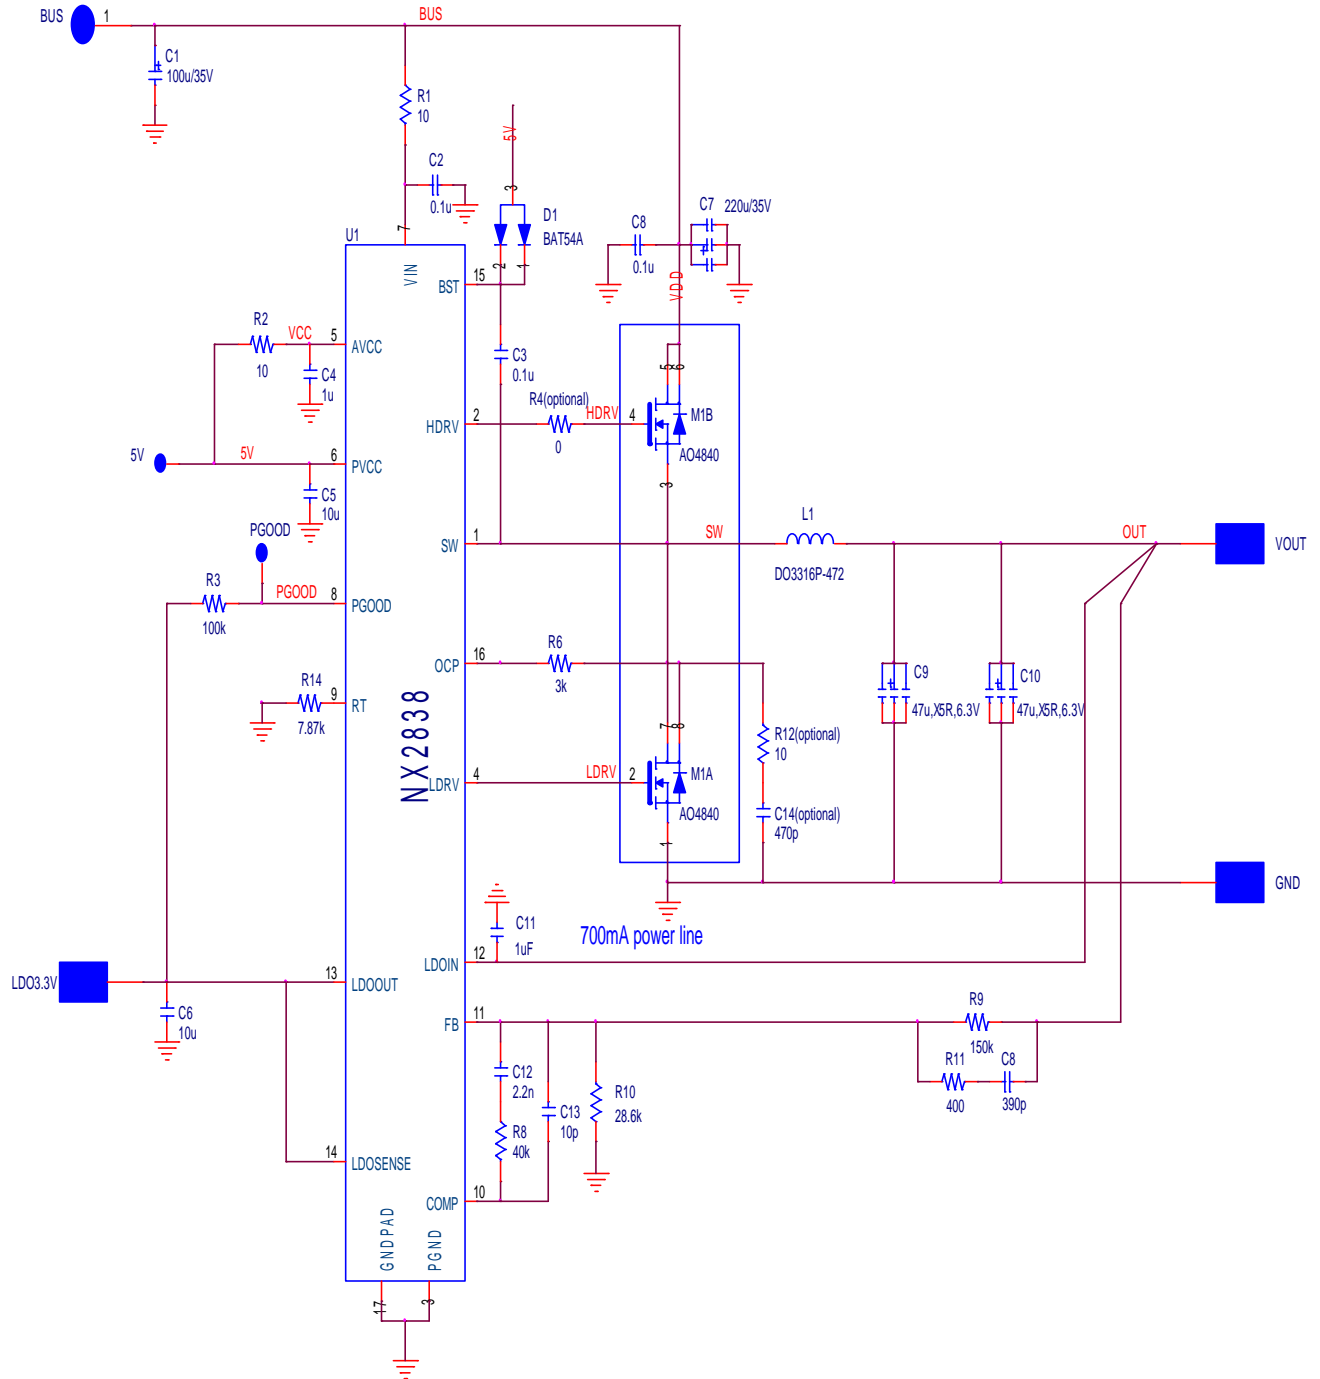 BUS
1
BUS
C1
100u/35V
R1
10
5V
C2
0.1u
3
D1
BAT54A
2
1
C7
220u/35V
C8
0.1u
VDD
U1
7
VIN
15
BST
R2
10
VCC
5
AVCC
C4
1u
C3
0.1u
5
8
6
R4(optional)
0
HDRV
2
HDRV
4
M1B
AO4840
3
5V
5V
6
PVCC
C5
10u
PGOOD
SW
1
SW
L1
DO3316P-472
OUT
VOUT
R3
100k
PGOOD
8
PGOOD
OCP
16
R6
3k
R14
7.87k
9
RT
NX2838
C9
47u,X5R,6.3V
C10
47u,X5R,6.3V
7
8
R12(optional)
10
LDRV
4
LDRV
2
M1A
AO4840
C14(optional)
470p
1
GND
C11
1uF
700mA power line
LDOIN
12
LDO3.3V
13
LDOOUT
C6
10u
FB
11
R9
150k
R11
400
C8
390p
C12
2.2n
R8
40k
C13
10p
R10
28.6k
14
LDOSENSE
COMP
10
GNDPAD
PGND
17
3